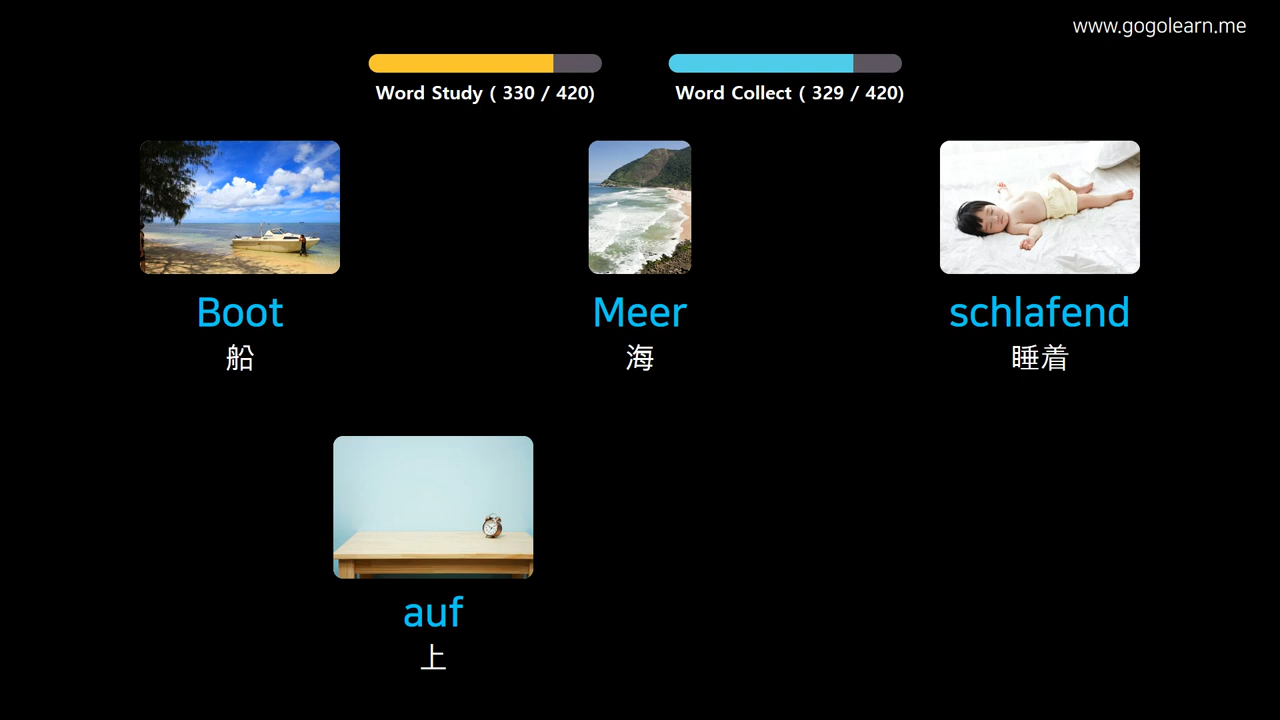 www.gogolearn.me
Word Study ( 330 / 420)
Word Collect ( 329 / 420)
Boot
船
Meer
海
schlafend
睡着
auf
上